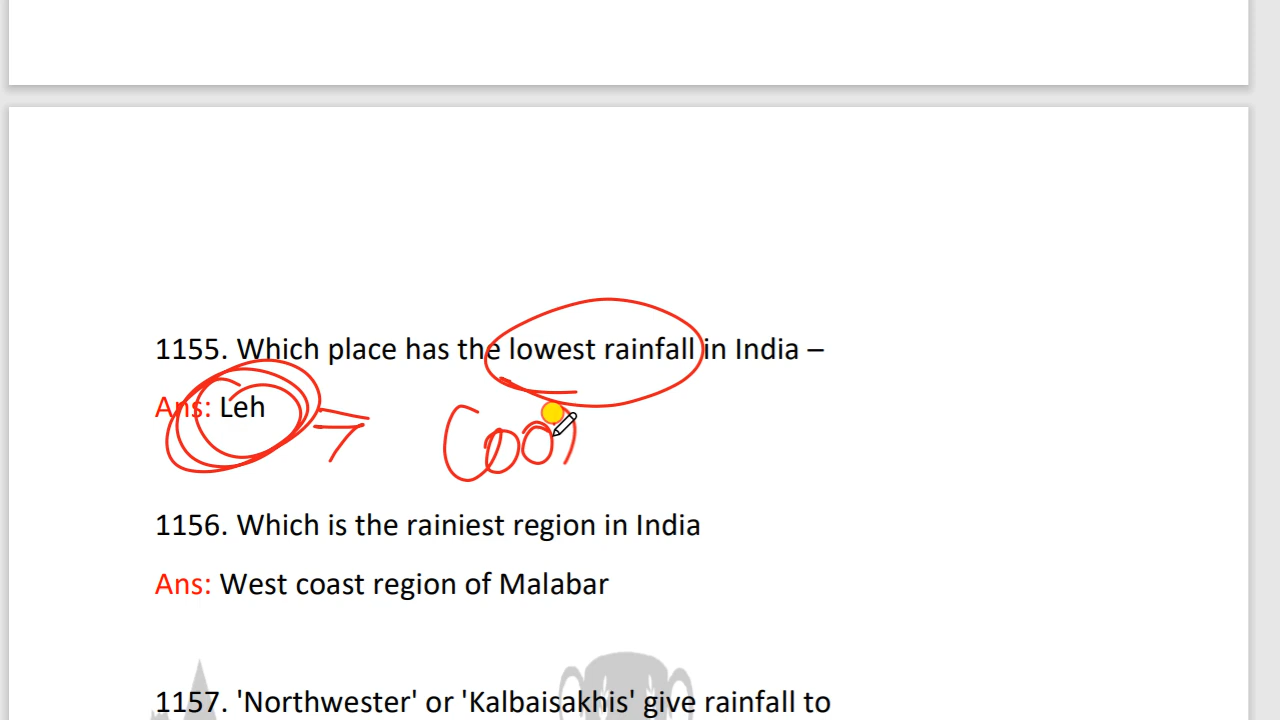 1155. Which place has the lowest rainfall in India –
Ans: Leh
Cool
1156. Which is the rainiest region in India
Ans: West coast region of Malabar
1157. 'Northwester' or 'Kalbaisakhis' give rainfall to